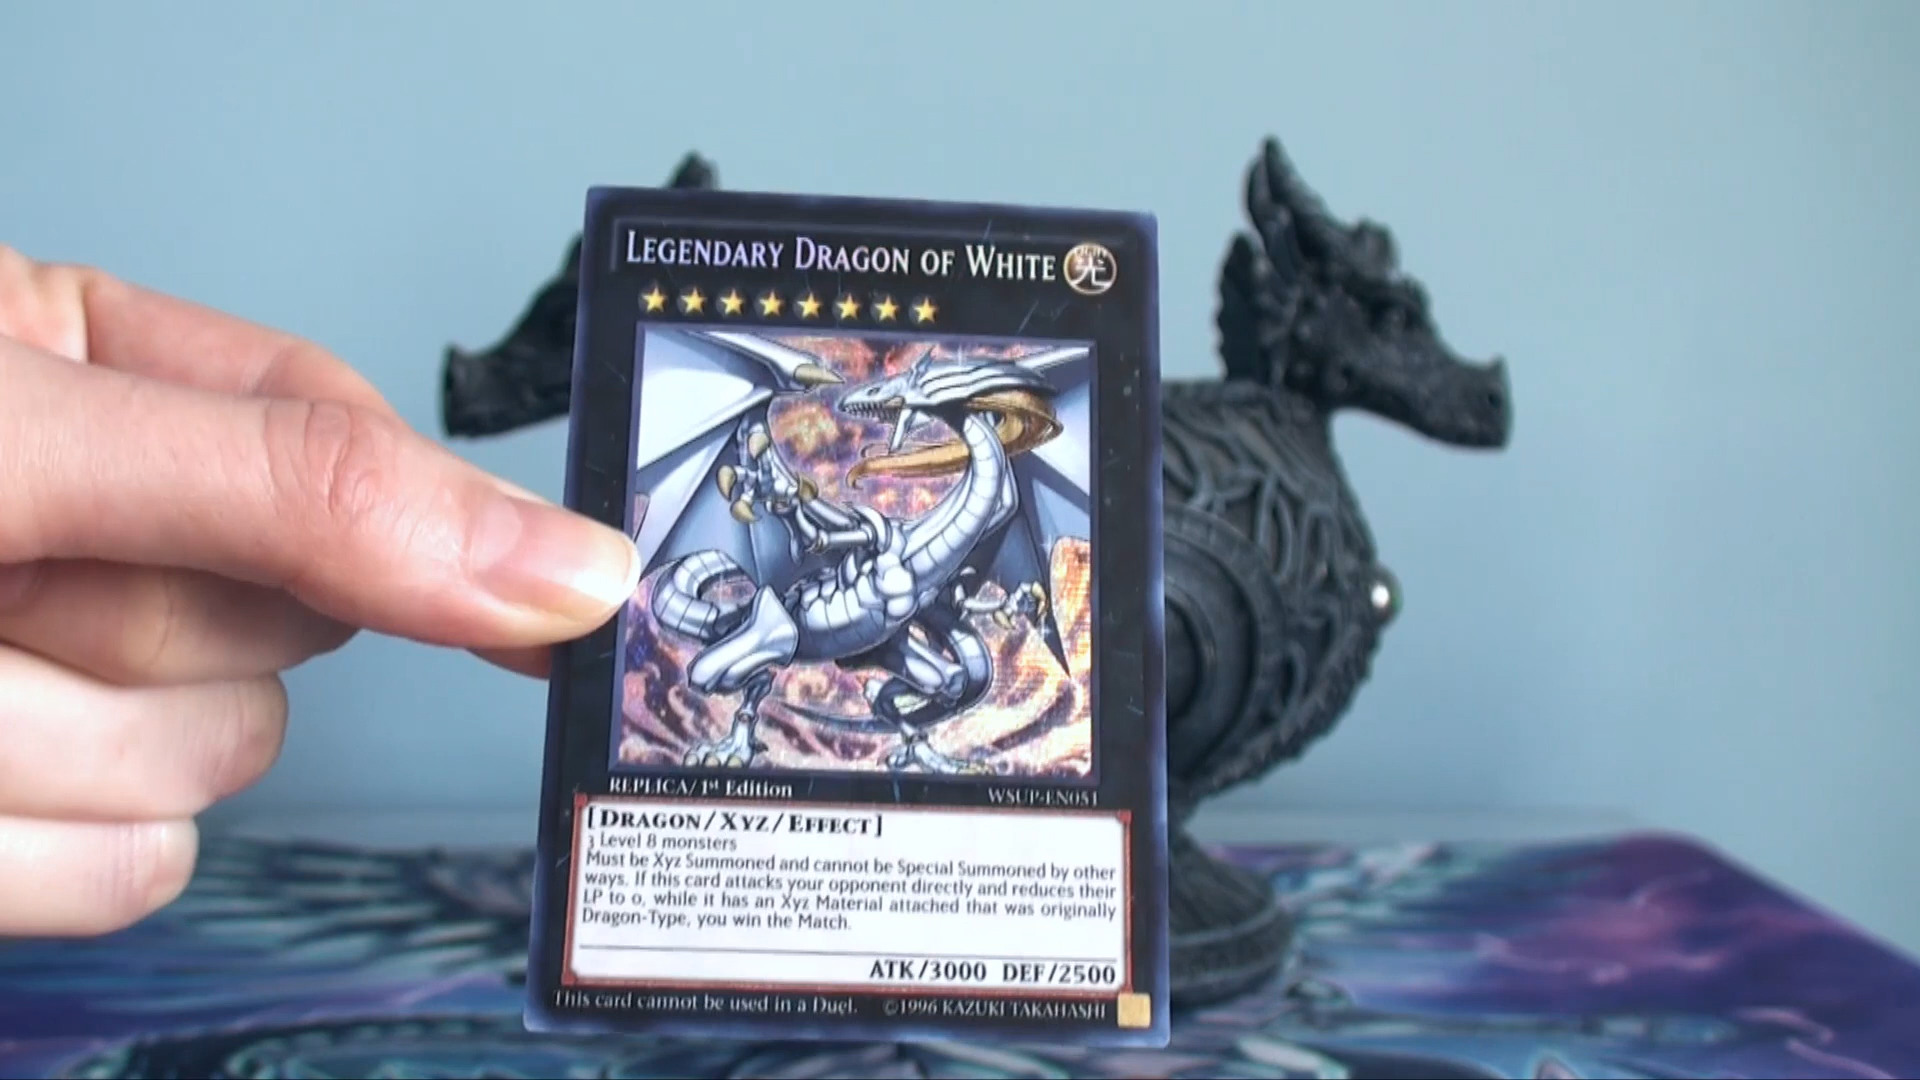 LEGENDARY DRAGON OF WHITE 光
REPLICA/1st Edition WSUP-EN051
[DRAGON/XYZ/EFFECT]
3 Level 8 monsters
Must be Xyz Summoned and cannot be Special Summoned by other
ways. If this card attacks your opponent directly and reduces their
LP to 0, while it has an Xyz Material attached that was originally
Dragon-Type, you win the Match.
ATK/3000 DEF/2500
This card cannot be used in a Duel. ©1996 KAZUKI TAKAHASHI